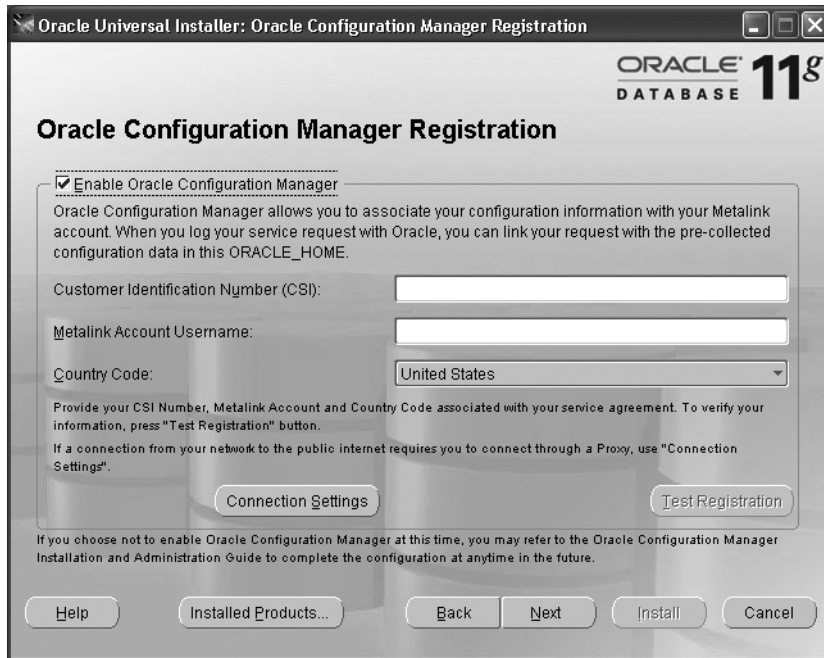 Oracle Universal Installer: Oracle Configuration Manager Registration
ORACLE
DATABASE 11g
Oracle Configuration Manager Registration
Enable Oracle Configuration Manager
Oracle Configuration Manager allows you to associate your configuration information with your Metalink
account. When you log your service request with Oracle, you can link your request with the pre-collected
configuration data in this ORACLE_HOME.
Customer Identification Number (CSI):
Metalink Account Username:
Country Code:
United States
Provide your CSI Number, Metalink Account and Country Code associated with your service agreement. To verify your
information, press "Test Registration" button.
If a connection from your network to the public internet requires you to connect through a Proxy, use "Connection
Settings".
Connection Settings
Test Registration
If you choose not to enable Oracle Configuration Manager at this time, you may refer to the Oracle Configuration Manager
Installation and Administration Guide to complete the configuration at anytime in the future.
Help
Installed Products...
Back
Next
Install
Cancel